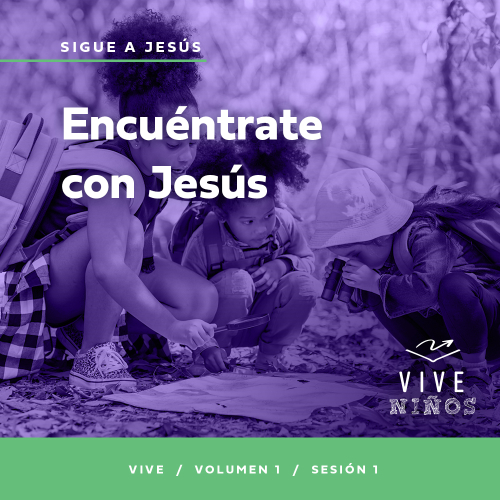 SIGUE A JESÚS
Encuéntrate
con Jesús
VIVE
NIÑOS
VIVE / VOLUMEN 1 / SESIÓN 1